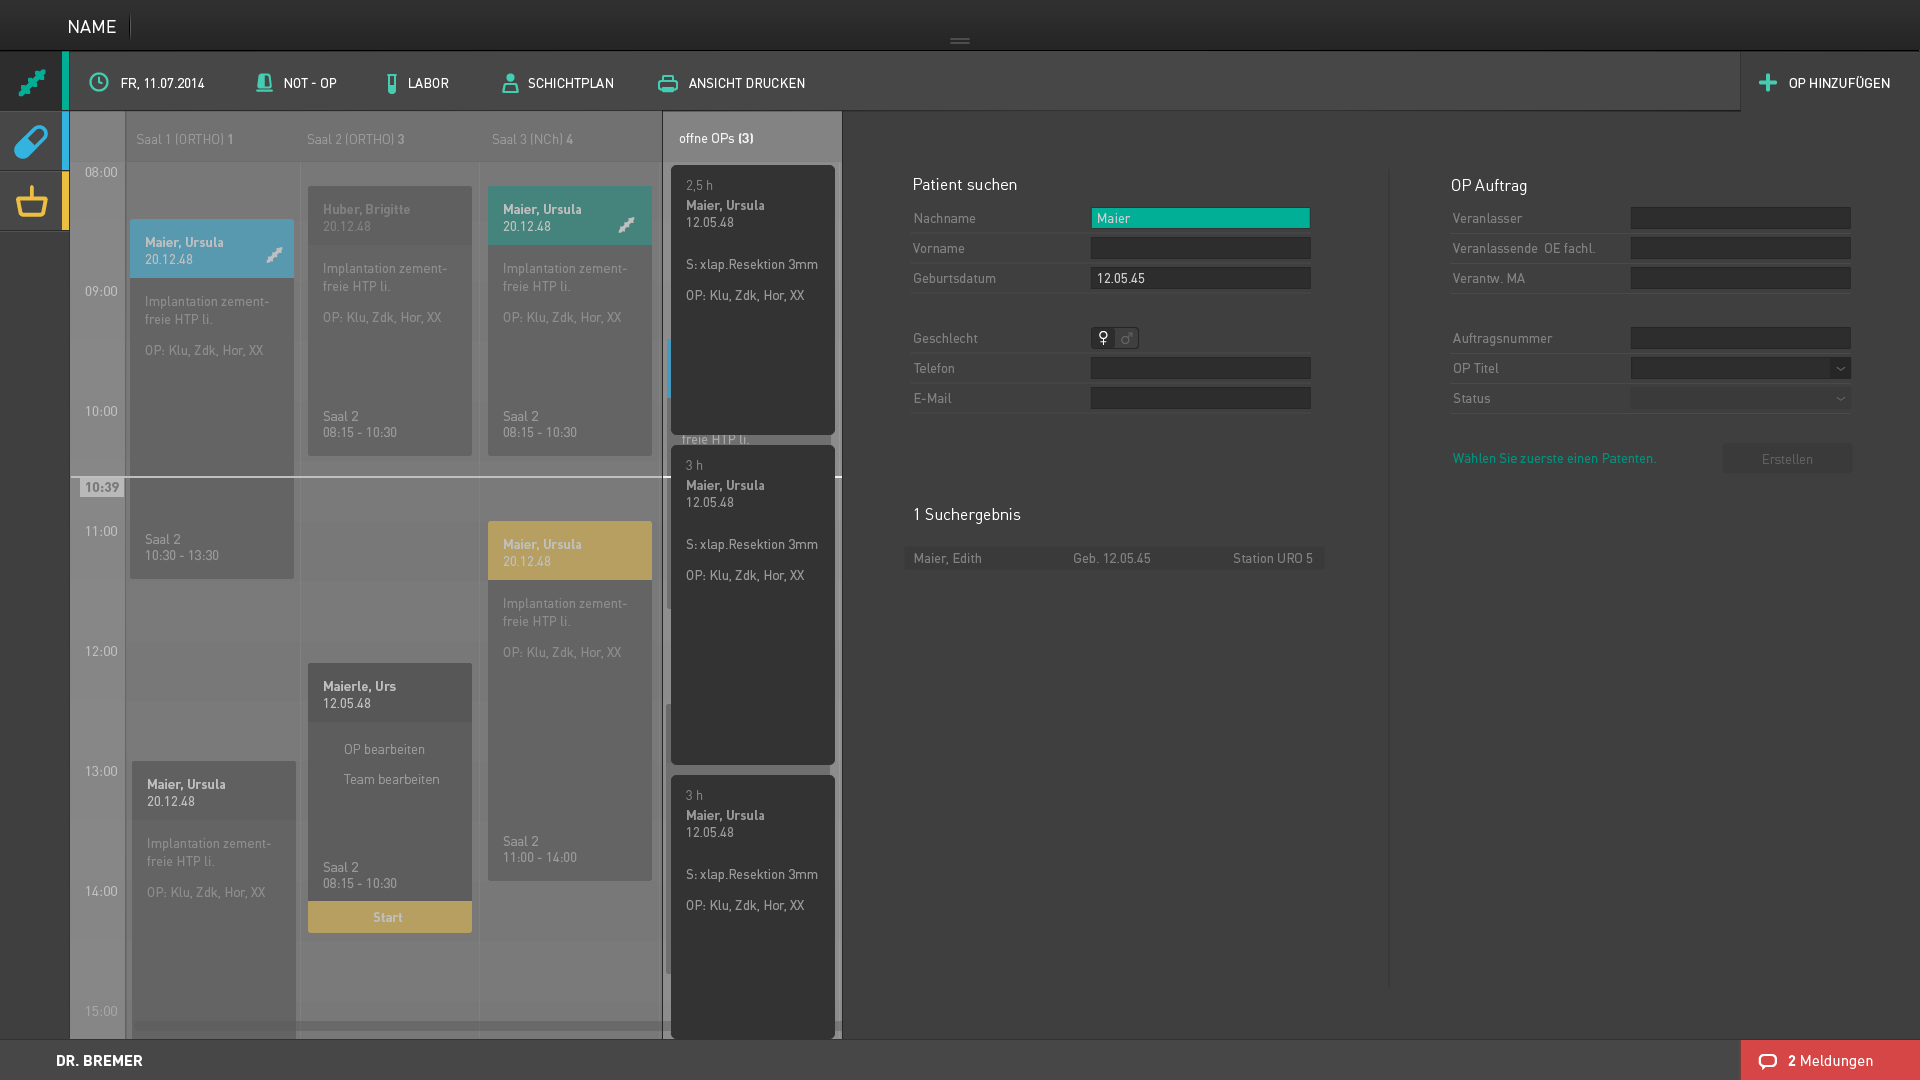 NAME
FR, 11.07.2014
NOT - OP
LABOR
SCHICHTPLAN
ANSICHT DRUCKEN
OP HINZUFÜGEN
Saal 1 (ORTHO) 1
Saal 2 (ORTHO) 3
Saal 3 (NCh) 4
offne OPs (3)
08:00
09:00
10:00
10:39
11:00
12:00
13:00
14:00
15:00
Maier, Ursula
20.12.48
Implantation zement-
freie HTP li.
OP: Klu, Zdk, Hor, XX
Saal 2
10:30 - 13:30
Maier, Ursula
20.12.48
Implantation zement-
freie HTP li.
OP: Klu, Zdk, Hor, XX
Huber, Brigitte
20.12.48
Implantation zement-
freie HTP li.
OP: Klu, Zdk, Hor, XX
Saal 2
08:15 - 10:30
Maierle, Urs
12.05.48
OP bearbeiten
Team bearbeiten
Saal 2
08:15 - 10:30
Start
Maier, Ursula
20.12.48
Implantation zement-
freie HTP li.
OP: Klu, Zdk, Hor, XX
Saal 2
08:15 - 10:30
Maier, Ursula
20.12.48
Implantation zement-
freie HTP li.
OP: Klu, Zdk, Hor, XX
Saal 2
11:00 - 14:00
2,5 h
Maier, Ursula
12.05.48
S: xlap.Resektion 3mm
OP: Klu, Zdk, Hor, XX
freie HTP li.
3 h
Maier, Ursula
12.05.48
S: xlap.Resektion 3mm
OP: Klu, Zdk, Hor, XX
3 h
Maier, Ursula
12.05.48
S: xlap.Resektion 3mm
OP: Klu, Zdk, Hor, XX
Patient suchen
Nachname Maier
Vorname
Geburtsdatum 12.05.45
Geschlecht
Telefon
E-Mail
1 Suchergebnis
Maier, Edith Geb. 12.05.45 Station URO 5
OP Auftrag
Veranlasser
Veranlassende OE fachl.
Verantw. MA
Auftragsnummer
OP Titel
Status
Wählen Sie zuerste einen Patenten.
Erstellen
DR. BREMER
2 Meldungen